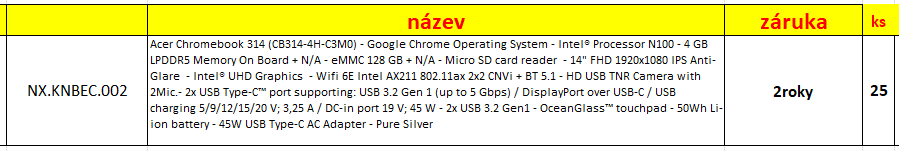 název záruka ks
NX.KNBEC.002
Acer Chromebook 314 (CB314-4H-C3M0) - Google Chrome Operating System - Intel® Processor N100 - 4 GB
LPDDR5 Memory On Board + N/A - eMMC 128 GB + N/A - Micro SD card reader - 14" FHD 1920x1080 IPS Anti-
Glare - Intel® UHD Graphics - Wifi 6E Intel AX211 802.11ax 2x2 CNVi + BT 5.1 - HD USB TNR Camera with
2Mic.- 2x USB Type-C™ port supporting: USB 3.2 Gen 1 (up to 5 Gbps) / DisplayPort over USB-C / USB
charging 5/9/12/15/20 V; 3,25 A / DC-in port 19 V; 45 W - 2x USB 3.2 Gen1 - OceanGlass™ touchpad - 50Wh Li-
ion battery - 45W USB Type-C AC Adapter - Pure Silver
2roky
25